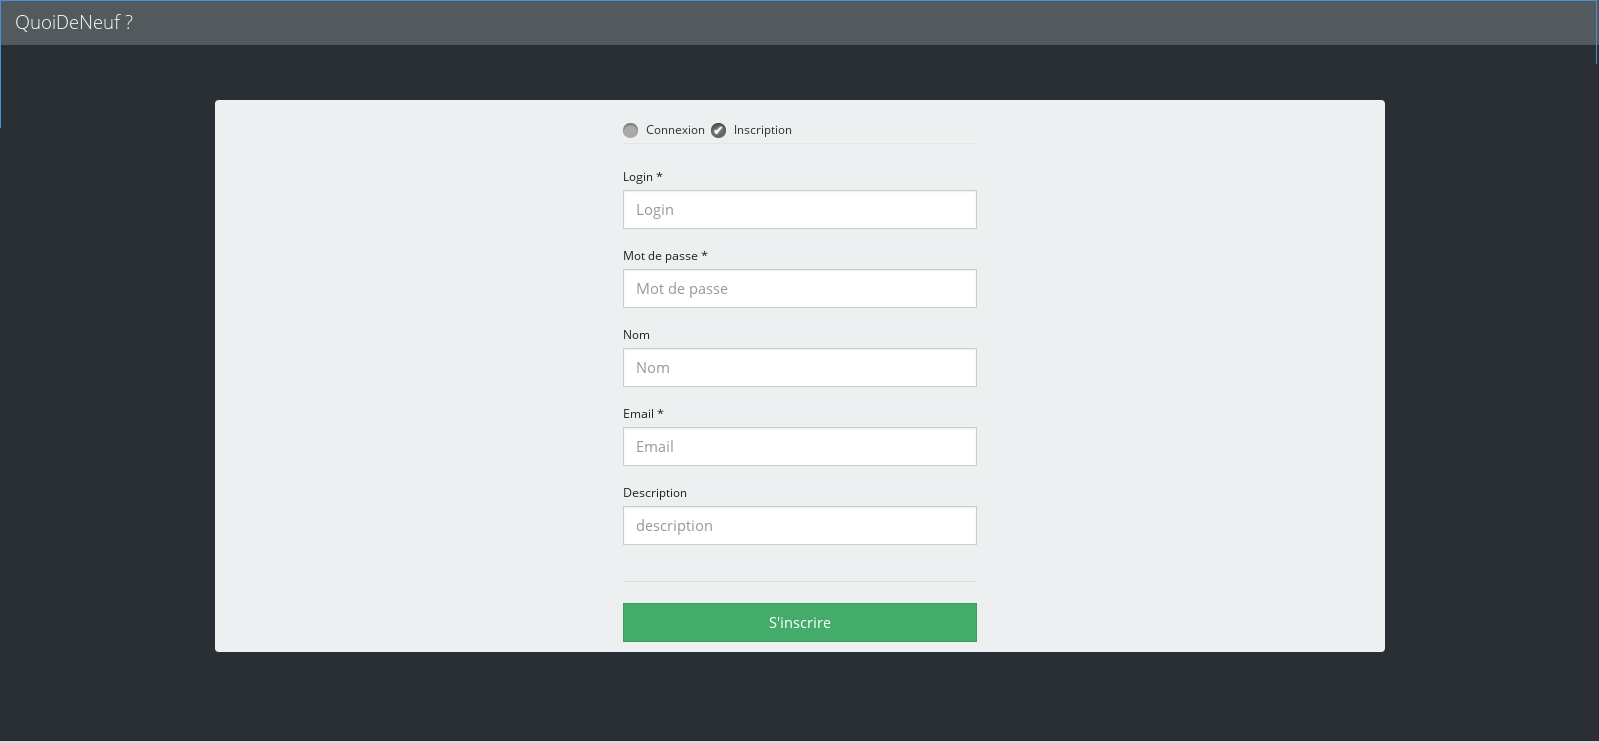 QuoiDeNeuf ?
Connexion Inscription
Login *
Login
Mot de passe *
Mot de passe
Nom
Nom
Email *
Email
Description
description
S'inscrire